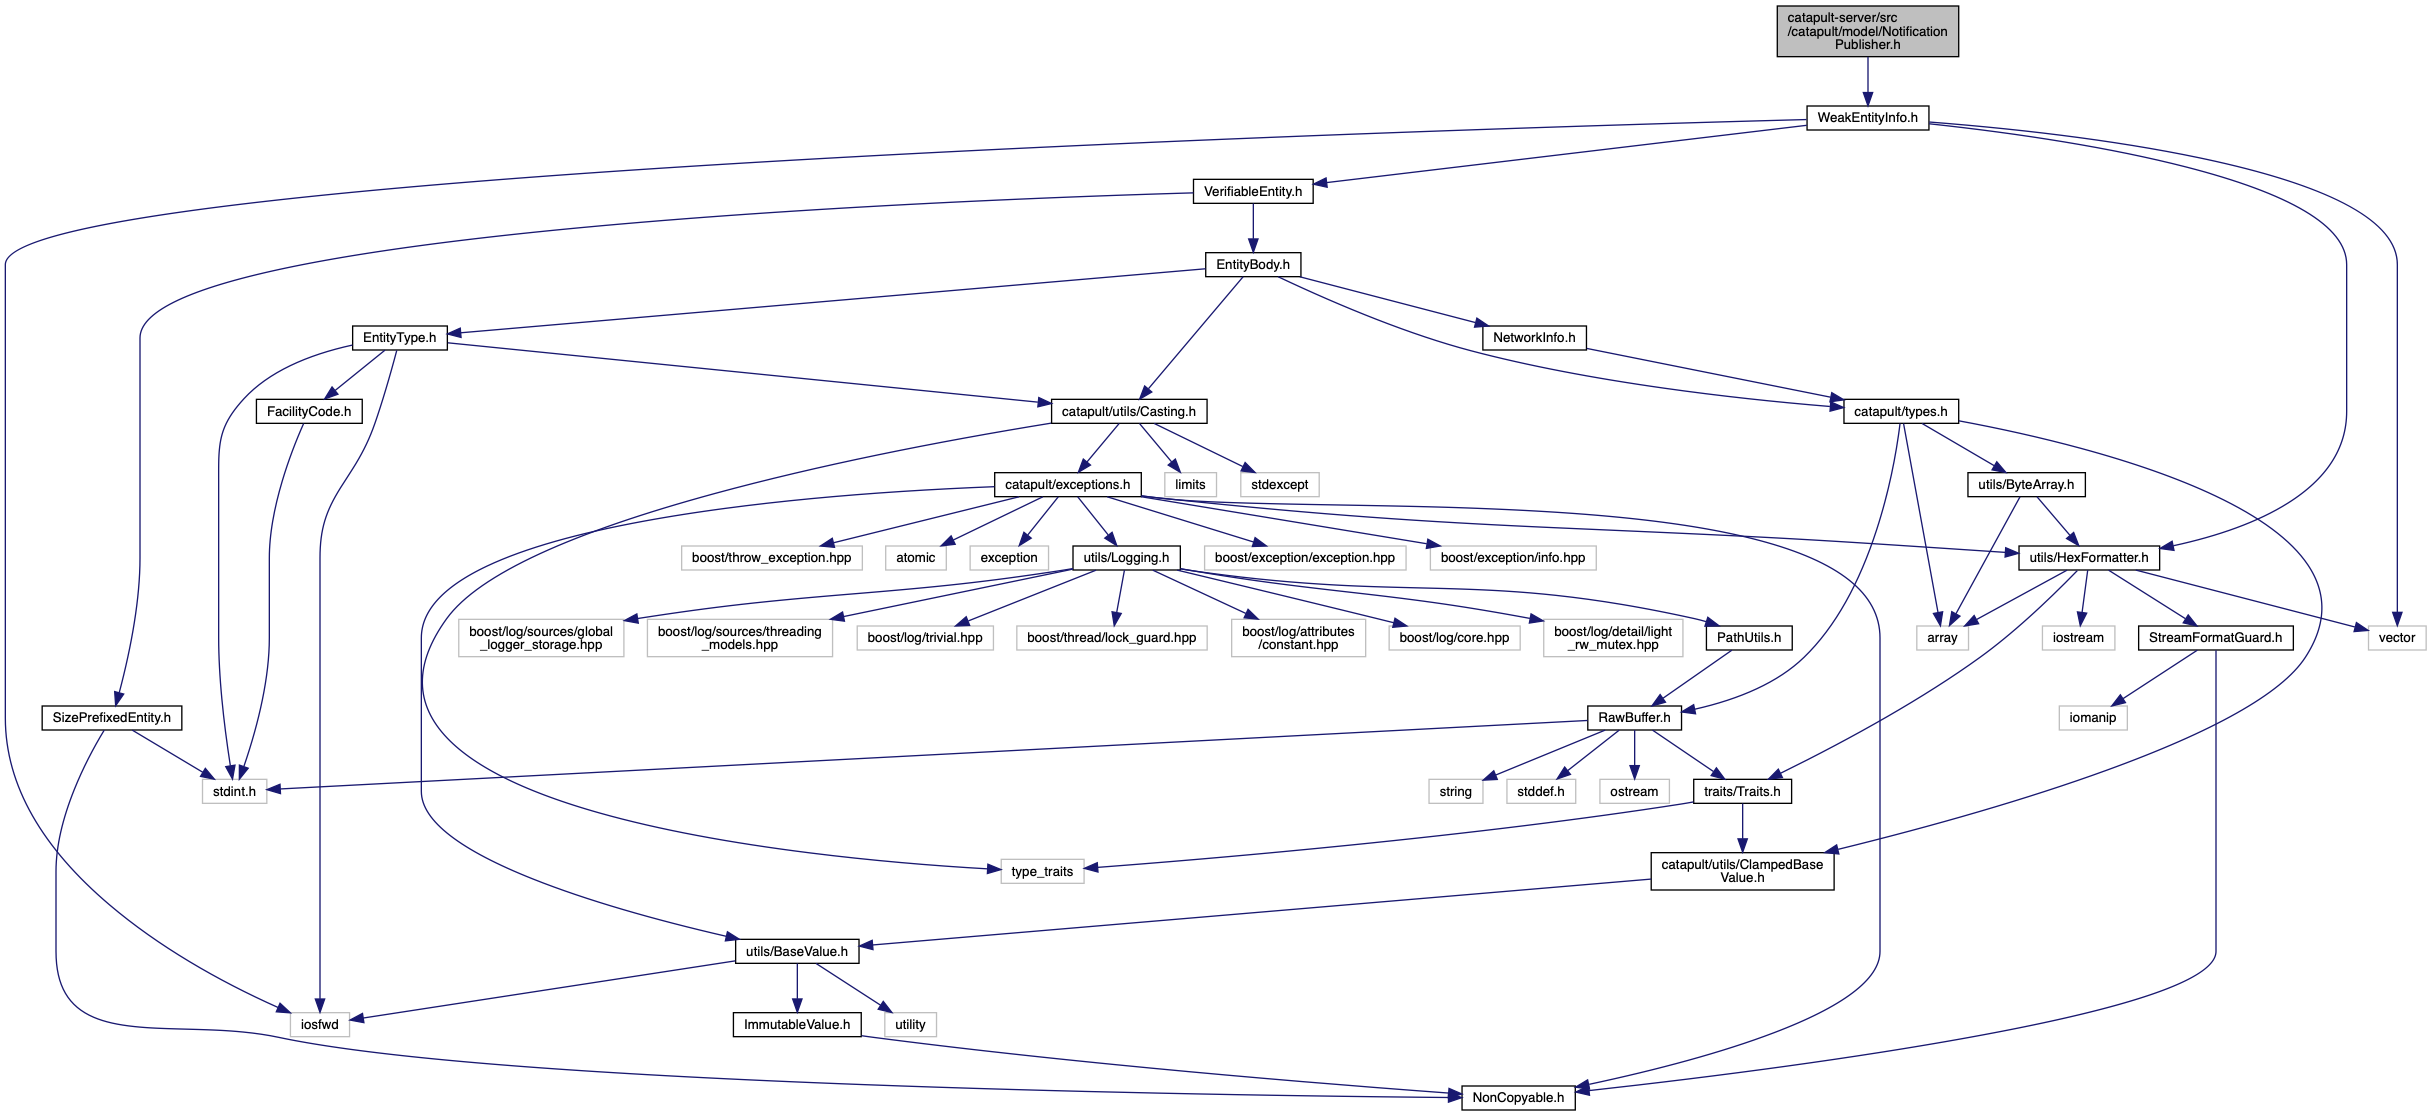 catapult-server/src
/catapult/model/Notification
Publisher.h
WeakEntityInfo.h
VerifiableEntity.h
EntityBody.h
EntityType.h
NetworkInfo.h
FacilityCode.h
catapult/utils/Casting.h
catapult/types.h
catapult/exceptions.h
limits
stdexcept
utils/ByteArray.h
boost/throw_exception.hpp
atomic
exception
utils/Logging.h
boost/exception/exception.hpp
boost/exception/info.hpp
utils/HexFormatter.h
boost/log/sources/global
_logger_storage.hpp
boost/log/sources/threading
_models.hpp
boost/log/trivial.hpp
boost/thread/lock_guard.hpp
boost/log/attributes
/constant.hpp
boost/log/core.hpp
boost/log/detail/light
_rw_mutex.hpp
PathUtils.h
array
iostream
StreamFormatGuard.h
vector
SizePrefixedEntity.h
RawBuffer.h
iomanip
stdint.h
string
stddef.h
ostream
traits/Traits.h
type_traits
catapult/utils/ClampedBase
Value.h
utils/BaseValue.h
iosfwd
ImmutableValue.h
utility
NonCopyable.h